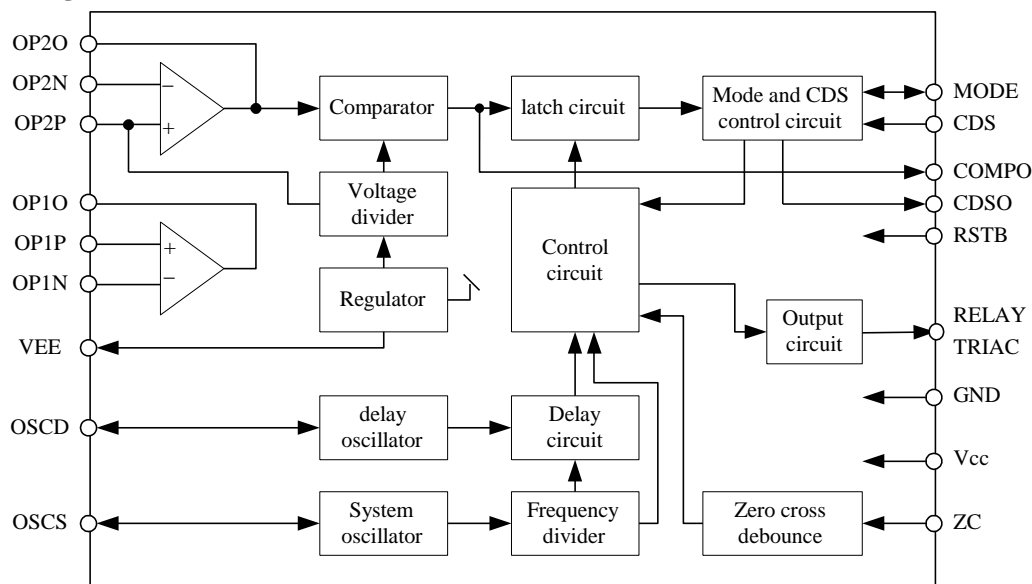 OP2O
OP2N
OP2P
OP1O
OP1P
OP1N
VEE
OSCD
OSCS
−
+
+
−
Comparator
latch circuit
Mode and CDS
control circuit
Voltage
divider
Regulator
Control
circuit
Output
circuit
delay
oscillator
Delay
circuit
System
oscillator
Frequency
divider
Zero cross
debounce
MODE
CDS
COMPO
CDSO
RSTB
RELAY
TRIAC
GND
Vcc
ZC